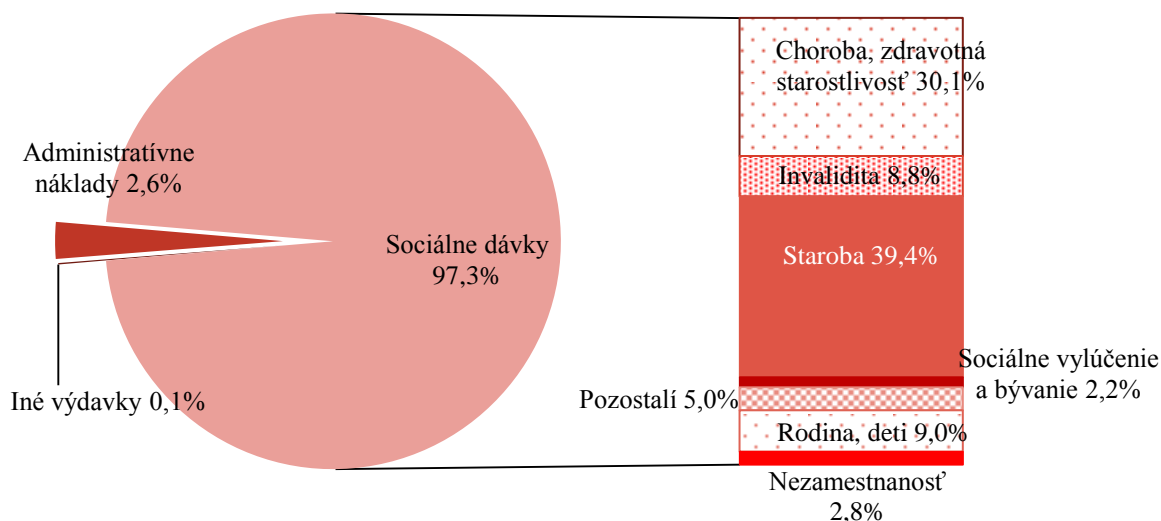 Administratívne
náklady 2,6%
Iné výdavky 0,1%
Sociálne dávky
97,3%
Choroba, zdravotná
starostlivosť 30,1%
Invalidita 8,8%
Staroba 39,4%
Sociálne vylúčenie
a bývanie 2,2%
Pozostalí 5,0%
Rodina, deti 9,0%
Nezamestnanosť
2,8%